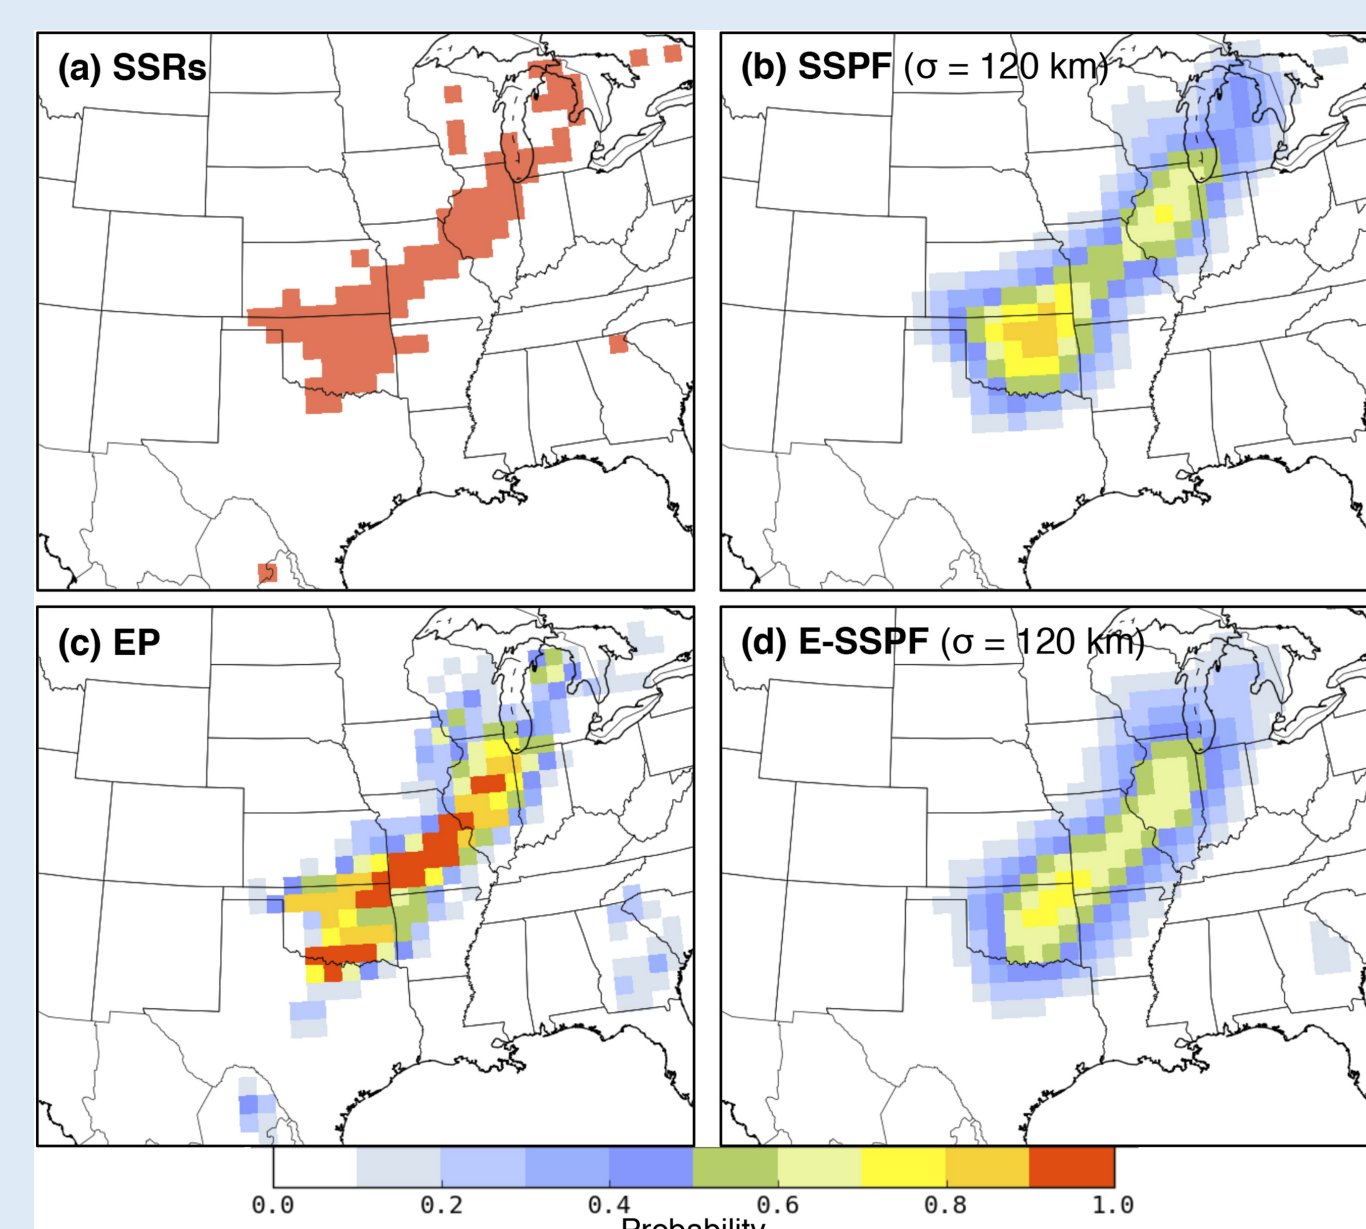 (a) SSRs
(b) SSPF (σ = 120 km)
(c) EP
(d) E-SSPF (σ = 120 km)
0.0 0.2 0.4 0.6 0.8 1.0
Probability